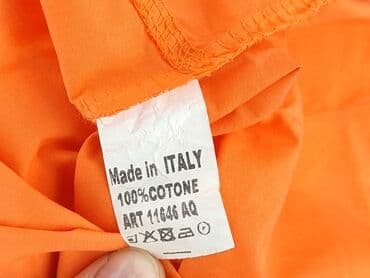 Made in ITALY
100%COTONE
ART 11646 AQ